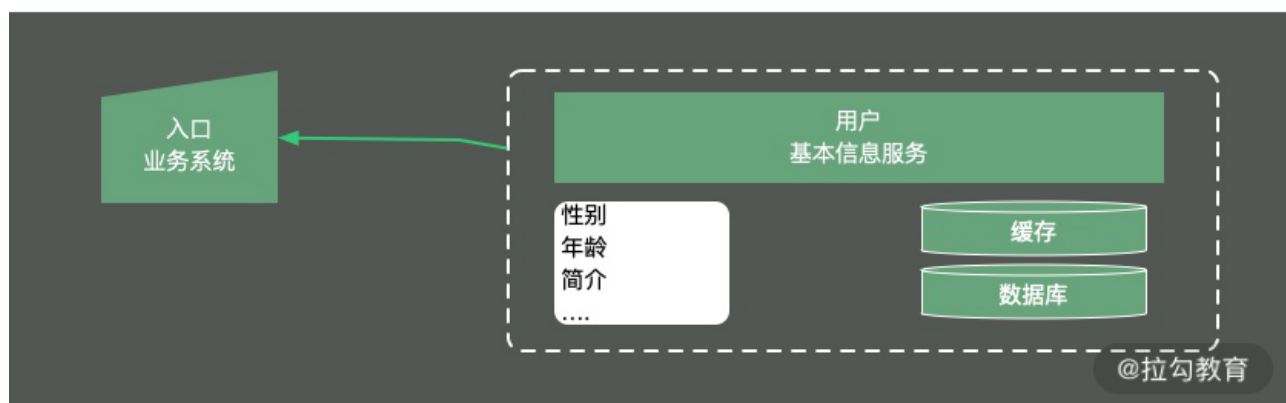 入口
业务系统
用户
基本信息服务
性别
年龄
简介
....
缓存
数据库
@拉勾教育